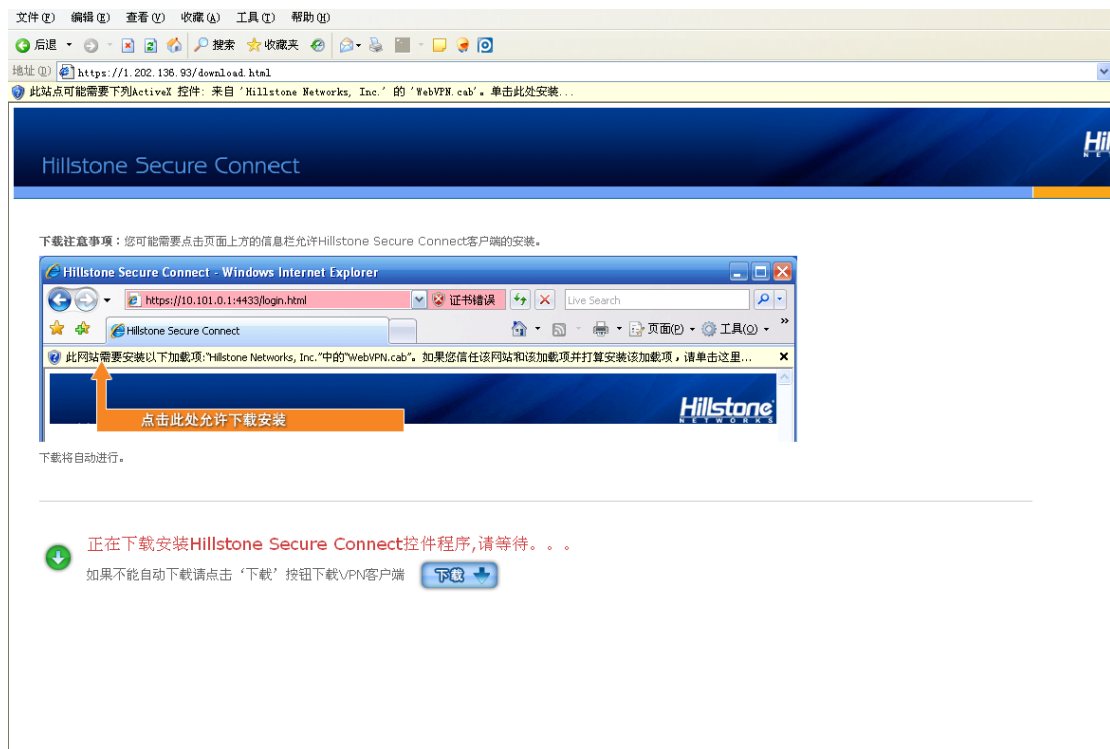 文件(F) 编辑(E) 查看(V) 收藏(A) 工具(T) 帮助(H)
后退 搜索 收藏夹
地址(D) https://1.202.136.93/download.html
此站点可能需要下列ActiveX 控件: 来自 'Hillstone Networks, Inc.' 的 'WebVPN.cab'。单击此处安装...
Hillstone Secure Connect
下载注意事项：您可能需要点击页面上方的信息栏允许Hillstone Secure Connect客户端的安装。
Hillstone Secure Connect - Windows Internet Explorer
https://10.101.0.1:4433/login.html 证书错误 Live Search
Hillstone Secure Connect 页面(P) 工具(O) »
此网站需要安装以下加载项:"Hillstone Networks, Inc."中的"WebVPN.cab"。如果您信任该网站和该加载项并打算安装该加载项，请单击这里...
点击此处允许下载安装
Hillstone
NETWORKS
下载将自动进行。
正在下载安装Hillstone Secure Connect控件程序,请等待。。。
如果不能自动下载请点击‘下载’按钮下载VPN客户端 下载